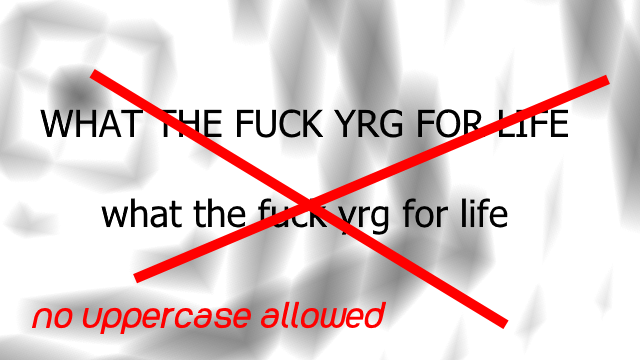 WHAT THE FUCK YRG FOR LIFE
what the fuck yrg for life
no uppercase allowed